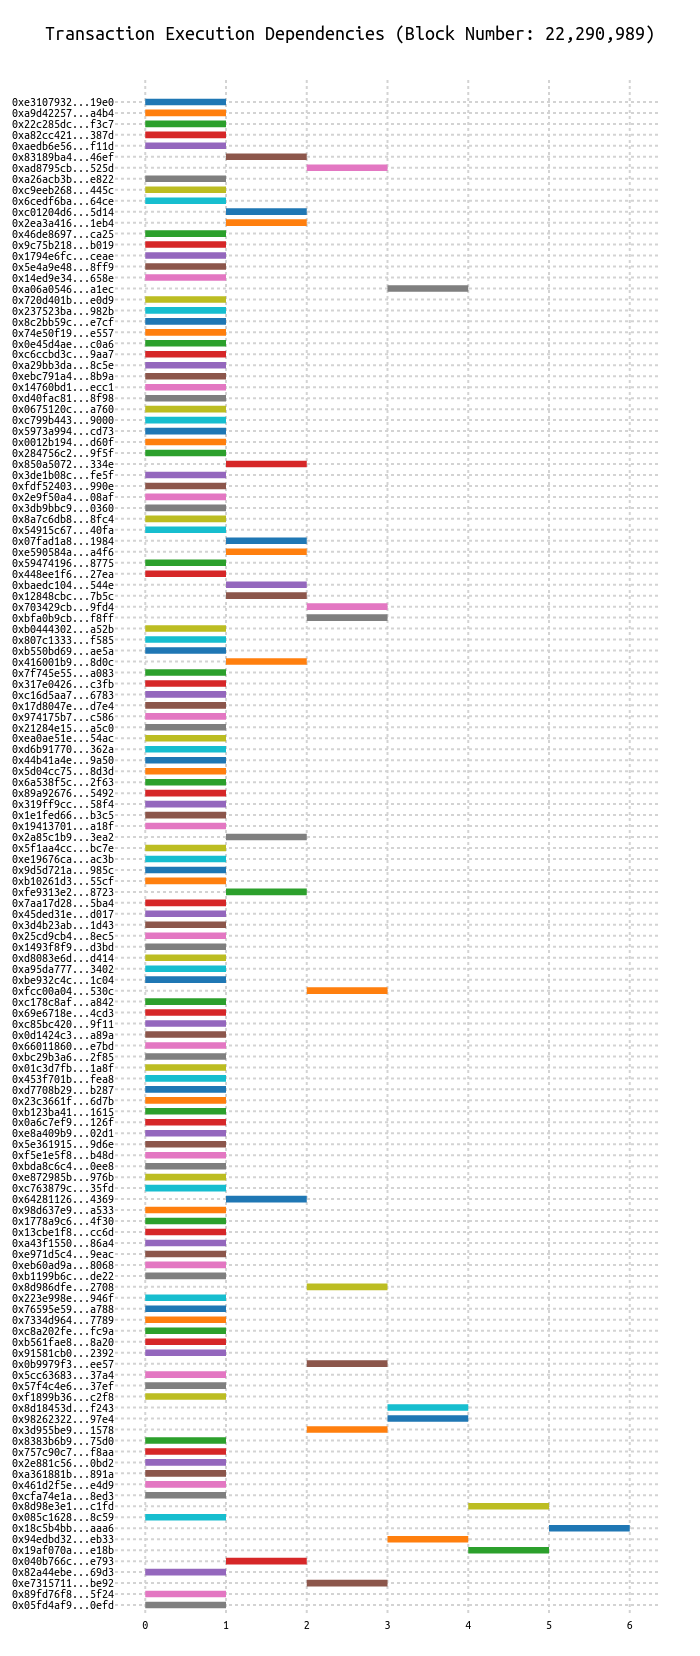 Transaction Execution Dependencies (Block Number: 22,290,989)
0xe3107932...19e0
0xa9d42257...a4b4
0x22c285dc...f3c7
0xa82cc421...387d
0xaedb6e56...f11d
0x83189ba4...46ef
0xad8795cb...525d
0xa26acb3b...e822
0xc9eeb268...445c
0x6cedf6ba...64ce
0xc01204d6...5d14
0x2ea3a416...1eb4
0x46de8697...ca25
0x9c75b218...b019
0x1794e6fc...ceae
0x5e4a9e48...8ff9
0x14ed9e34...658e
0xa06a0546...a1ec
0x720d401b...e0d9
0x237523ba...982b
0x8c2bb59c...e7cf
0x74e50f19...e557
0x0e45d4ae...c0a6
0xc6ccbd3c...9aa7
0xa29bb3da...8c5e
0xebc791a4...8b9a
0x14760bd1...ecc1
0xd40fac81...8f98
0x0675120c...a760
0xc799b443...9000
0x5973a994...cd73
0x0012b194...d60f
0x284756c2...9f5f
0x850a5072...334e
0x3de1b08c...fe5f
0xfdf52403...990e
0x2e9f50a4...08af
0x3db9bbc9...0360
0x8a7c6db8...8fc4
0x54915c67...40fa
0x07fad1a8...1984
0xe590584a...a4f6
0x59474196...8775
0x448ee1f6...27ea
0xbaedc104...544e
0x12848cbc...7b5c
0x703429cb...9fd4
0xbfa0b9cb...f8ff
0xb0444302...a52b
0x807c1333...f585
0xb550bd69...ae5a
0x416001b9...8d0c
0x7f745e55...a083
0x317e0426...c3fb
0xc16d5aa7...6783
0x17d8047e...d7e4
0x974175b7...c586
0x21284e15...a5c0
0xea0ae51e...54ac
0xd6b91770...362a
0x44b41a4e...9a50
0x5d04cc75...8d3d
0x6a538f5c...2f63
0x89a92676...5492
0x319ff9cc...58f4
0x1e1fed66...b3c5
0x19413701...a18f
0x2a85c1b9...3ea2
0x5f1aa4cc...bc7e
0xe19676ca...ac3b
0x9d5d721a...985c
0xb10261d3...55cf
0xfe9313e2...8723
0x7aa17d28...5ba4
0x45ded31e...d017
0x3d4b23ab...1d43
0x25cd9cb4...8ec5
0x1493f8f9...d3bd
0xd8083e6d...d414
0xa95da777...3402
0xbe932c4c...1c04
0xfcc00a04...530c
0xc178c8af...a842
0x69e6718e...4cd3
0xc85bc420...9f11
0x0d1424c3...a89a
0x66011860...e7bd
0xbc29b3a6...2f85
0x01c3d7fb...1a8f
0x453f701b...fea8
0xd7708b29...b287
0x23c3661f...6d7b
0xb123ba41...1615
0x0a6c7ef9...126f
0xe8a409b9...02d1
0x5e361915...9d6e
0xf5e1e5f8...b48d
0xbda8c6c4...0ee8
0xe872985b...976b
0xc763879c...35fd
0x64281126...4369
0x98d637e9...a533
0x1778a9c6...4f30
0x13cbe1f8...cc6d
0xa43f1550...86a4
0xe971d5c4...9eac
0xeb60ad9a...8068
0xb1199b6c...de22
0x8d986dfe...2708
0x223e998e...946f
0x76595e59...a788
0x7334d964...7789
0xc8a202fe...fc9a
0xb561fae8...8a20
0x91581cb0...2392
0x0b9979f3...ee57
0x5cc63683...37a4
0x57f4c4e6...37ef
0xf1899b36...c2f8
0x8d18453d...f243
0x98262322...97e4
0x3d955be9...1578
0x8383b6b9...75d0
0x757c90c7...f8aa
0x2e881c56...0bd2
0xa361881b...891a
0x461d2f5e...e4d9
0xcfa74e1a...8ed3
0x8d98e3e1...c1fd
0x085c1628...8c59
0x18c5b4bb...aaa6
0x94edbd32...eb33
0x19af070a...e18b
0x040b766c...e793
0x82a44ebe...69d3
0xe7315711...be92
0x89fd76f8...5f24
0x05fd4af9...0efd
0 1 2 3 4 5 6